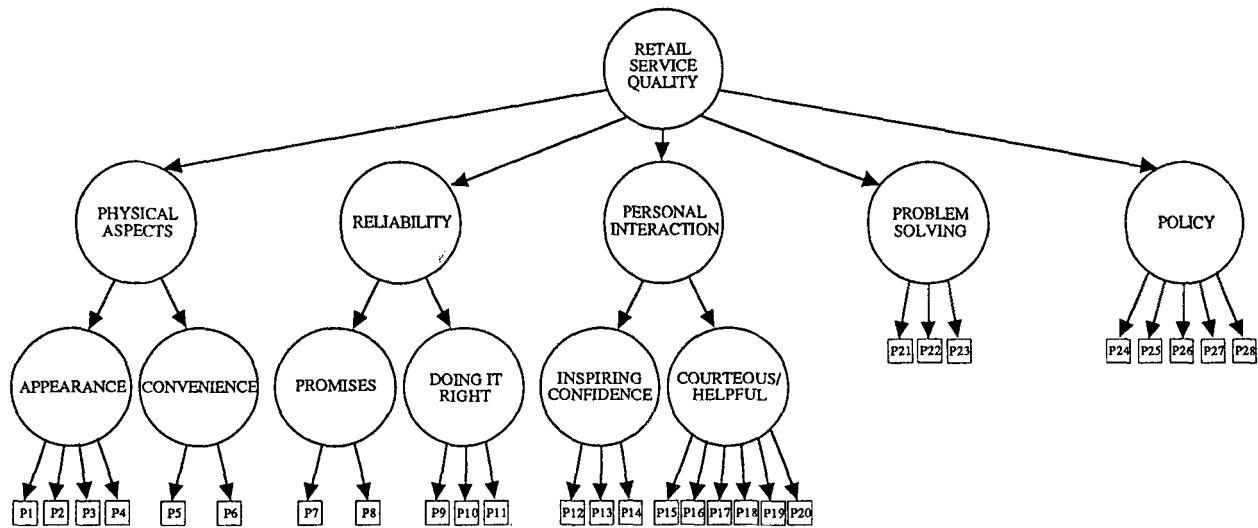 RETAIL
SERVICE
QUALITY
PHYSICAL
ASPECTS
RELIABILITY
PERSONAL
INTERACTION
PROBLEM
SOLVING
POLICY
P21 P22 P23
P24 P25 P26 P27 P28
APPEARANCE
CONVENIENCE
PROMISES
DOING IT
RIGHT
INSPIRING
CONFIDENCE
COURTEOUS/
HELPFUL
P1 P2 P3 P4 P5 P6 P7 P8 P9 P10 P11 P12 P13 P14 P15 P16 P17 P18 P19 P20